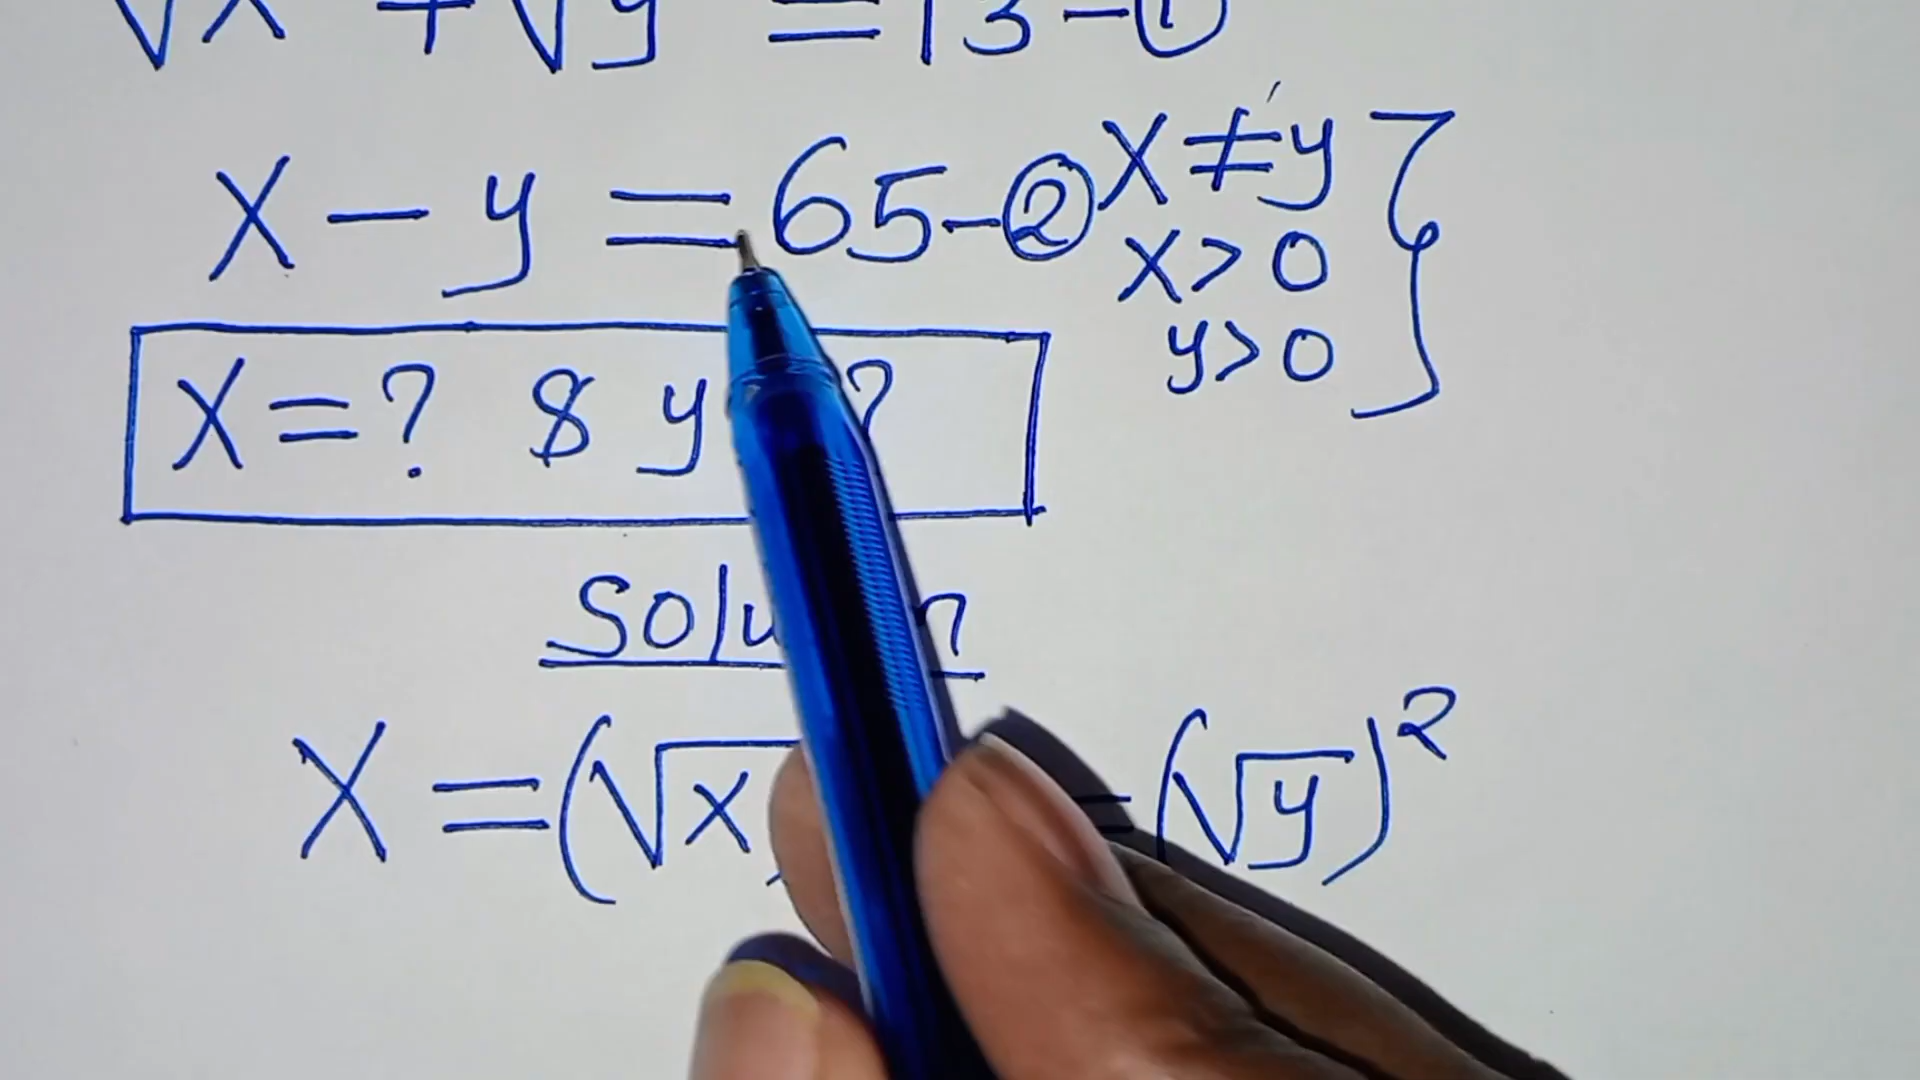 √x + √y = 13 - ①
x - y = 65 - ② x ≠ y
x > 0
y > 0
x = ? & y ?
Solu n
x = (√x) = (√y)²